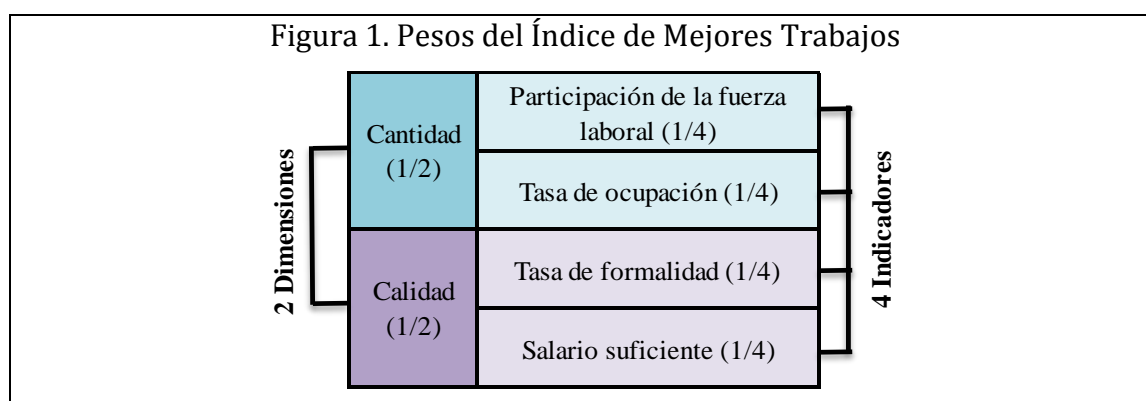 Figura 1. Pesos del Índice de Mejores Trabajos
2 Dimensiones
Cantidad
(1/2)
Participación de la fuerza
laboral (1/4)
Tasa de ocupación (1/4)
Calidad
(1/2)
Tasa de formalidad (1/4)
Salario suficiente (1/4)
4 Indicadores